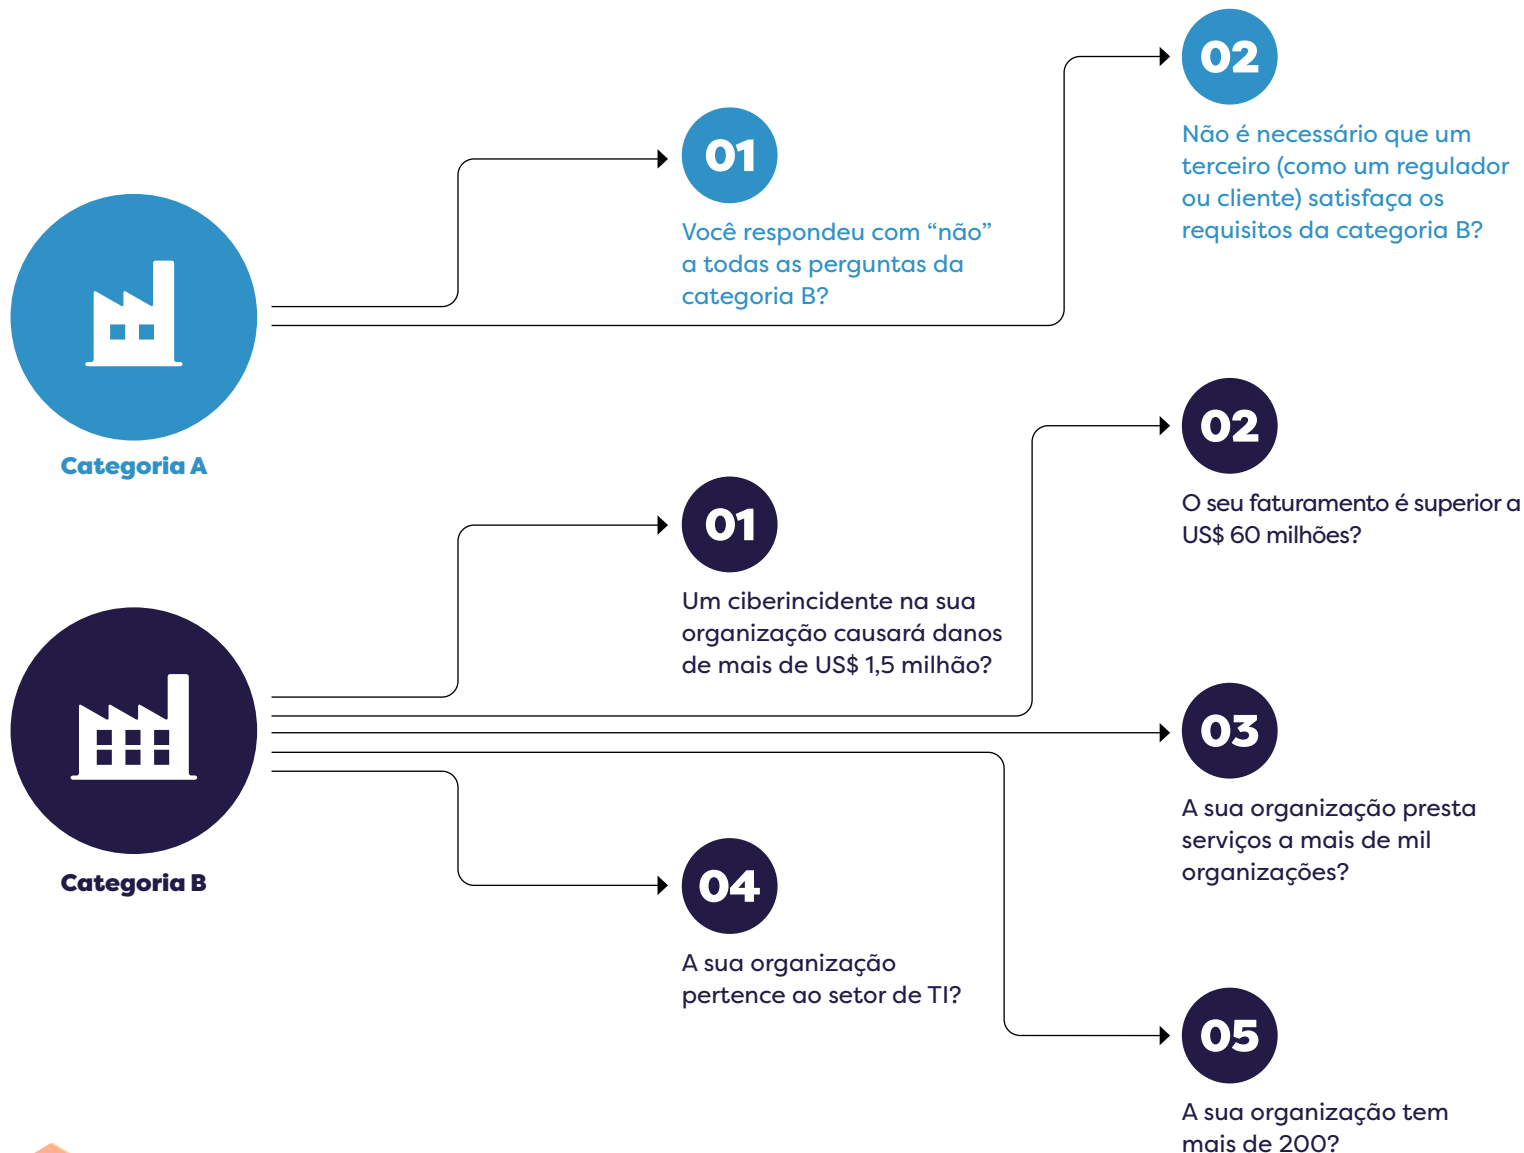 Categoria A
01
Você respondeu com “não”
a todas as perguntas da
categoria B?
02
Não é necessário que um
terceiro (como um regulador
ou cliente) satisfaça os
requisitos da categoria B?
Categoria B
01
Um ciberincidente na sua
organização causará danos
de mais de US$ 1,5 milhão?
02
O seu faturamento é superior a
US$ 60 milhões?
03
A sua organização presta
serviços a mais de mil
organizações?
04
A sua organização
pertence ao setor de TI?
05
A sua organização tem
mais de 200?